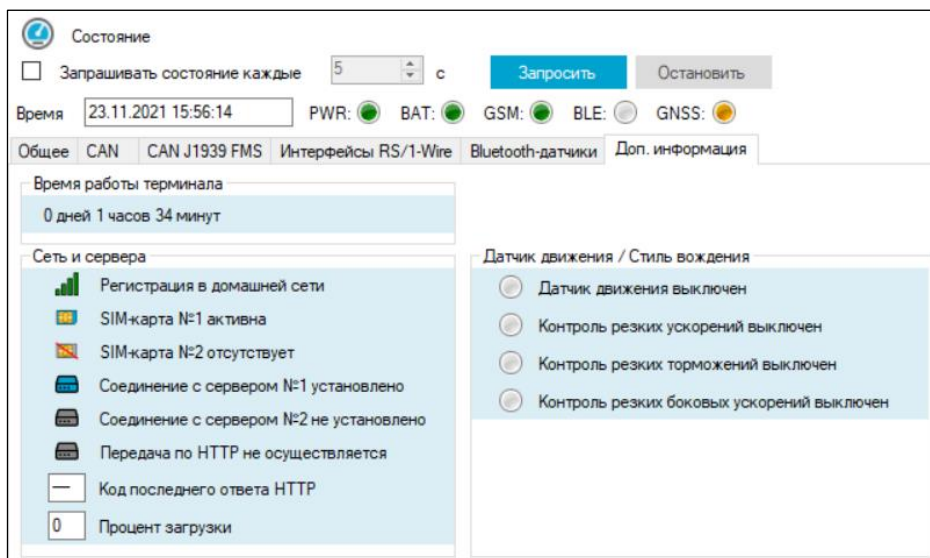 Состояние
Запрашивать состояние каждые 5 с Запросить Остановить
Время 23.11.2021 15:56:14 PWR: BAT: GSM: BLE: GNSS:
Общее CAN CAN J1939 FMS Интерфейсы RS/1-Wire Bluetooth-датчики Доп. информация
Время работы терминала
0 дней 1 часов 34 минут
Сеть и сервера
Регистрация в домашней сети
SIM-карта №1 активна
SIM-карта №2 отсутствует
Соединение с сервером №1 установлено
Соединение с сервером №2 не установлено
Передача по HTTP не осуществляется
— Код последнего ответа HTTP
0 Процент загрузки
Датчик движения / Стиль вождения
Датчик движения выключен
Контроль резких ускорений выключен
Контроль резких торможений выключен
Контроль резких боковых ускорений выключен